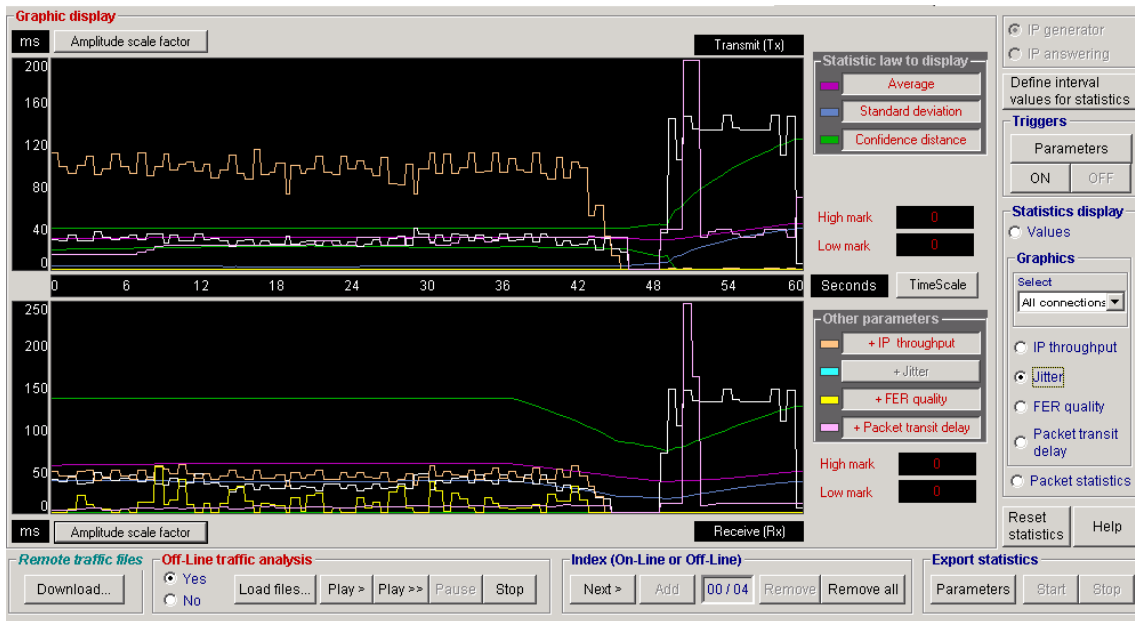 Graphic display
ms
Amplitude scale factor
Transmit (Tx)
200
160
120
80
40
0
Statistic law to display
Average
Standard deviation
Confidence distance
High mark 0
Low mark 0
0 6 12 18 24 30 36 42 48 54 60
Seconds
TimeScale
250
200
150
100
50
0
Other parameters
+ IP throughput
+ Jitter
+ FER quality
+ Packet transit delay
High mark 0
Low mark 0
ms
Amplitude scale factor
Receive (Rx)
IP generator
IP answering
Define interval
values for statistics
Triggers
Parameters
ON OFF
Statistics display
Values
Graphics
Select
All connections
IP throughput
Jitter
FER quality
Packet transit
delay
Packet statistics
Reset
statistics
Help
Remote traffic files
Download...
Off-Line traffic analysis
Yes
No
Load files... Play > Play >> Pause Stop
Index (On-Line or Off-Line)
Next > Add 00 / 04 Remove Remove all
Export statistics
Parameters Start Stop